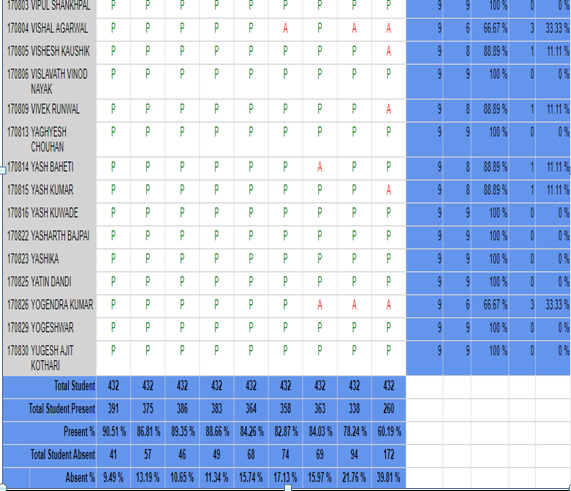 170803 VIPUL SHANKHPAL P P P P P P P P P 9 9 100 % 0 0 %
170804 VISHAL AGARWAL P P P P P A P A A 9 6 66.67 % 3 33.33 %
170805 VISHESH KAUSHIK P P P P P P P P A 9 8 88.89 % 1 11.11 %
170806 VISLAVATH VINOD P P P P P P P P P 9 9 100 % 0 0 %
NAYAK
170809 VIVEK RUNWAL P P P P P P P P A 9 8 88.89 % 1 11.11 %
170813 YAGHYESH P P P P P P P P P 9 9 100 % 0 0 %
CHOUHAN
170814 YASH BAHETI P P P P P P A P P 9 8 88.89 % 1 11.11 %
170815 YASH KUMAR P P P P P P P P A 9 8 88.89 % 1 11.11 %
170816 YASH KUWADE P P P P P P P P P 9 9 100 % 0 0 %
170822 YASHARTH BAJPAI P P P P P P P P P 9 9 100 % 0 0 %
170823 YASHIKA P P P P P P P P P 9 9 100 % 0 0 %
170825 YATIN DANDI P P P P P P P P P 9 9 100 % 0 0 %
170826 YOGENDRA KUMAR P P P P P P A A A 9 6 66.67 % 3 33.33 %
170829 YOGESHWAR P P P P P P P P P 9 9 100 % 0 0 %
170830 YUGESH AJIT P P P P P P P P P 9 9 100 % 0 0 %
KOTHARI
Total Student 432 432 432 432 432 432 432 432 432
Total Student Present 391 375 386 383 364 358 363 338 260
Present % 90.51 % 86.81 % 89.35 % 88.66 % 84.26 % 82.87 % 84.03 % 78.24 % 60.19 %
Total Student Absent 41 57 46 49 68 74 69 94 172
Absent % 9.49 % 13.19 % 10.65 % 11.34 % 15.74 % 17.13 % 15.97 % 21.76 % 39.81 %